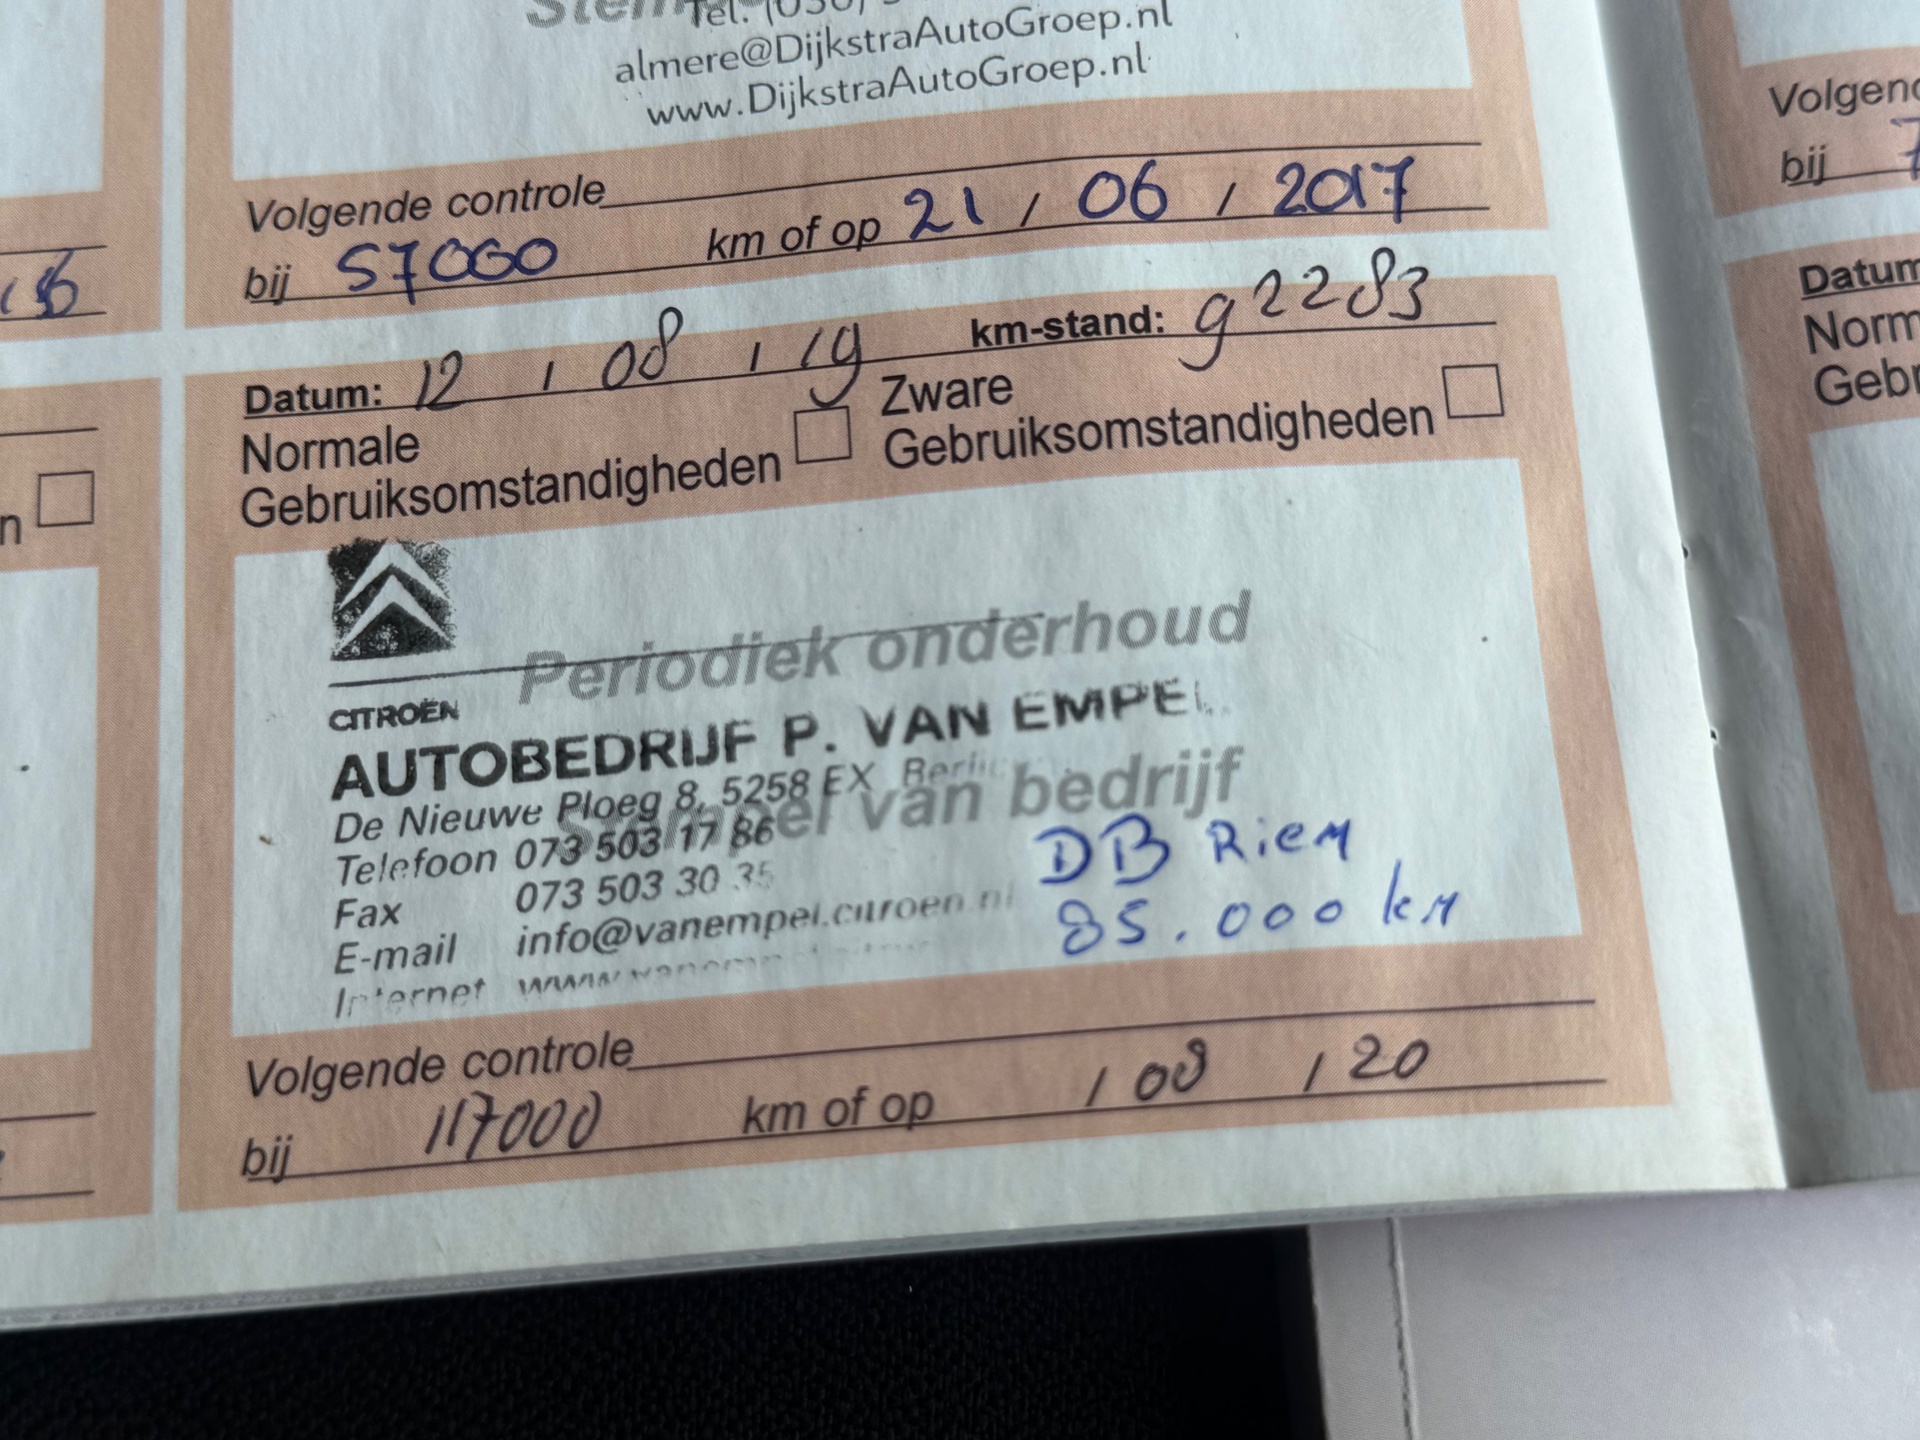 Tel.
almere@DijkstraAutoGroep.nl
www.DijkstraAutoGroep.nl
Volgende controle
bij 57000 km of op 21 / 06 / 2017
Datum: 12 / 08 / 19 km-stand: 92283
Normale
Gebruiksomstandigheden
Zware
Gebruiksomstandigheden
CITROËN
Periodiek onderhoud
AUTOBEDRIJF P. VAN EMPEL
De Nieuwe Ploeg 8, 5258 EX
Stempel van bedrijf
Telefoon 073 503 17 86
Fax 073 503 30 35
E-mail info@vanempel.citroen.nl
Internet
DB Riem
85.000 km
Volgende controle
bij 117000 km of op / 08 / 20
bij
Datum